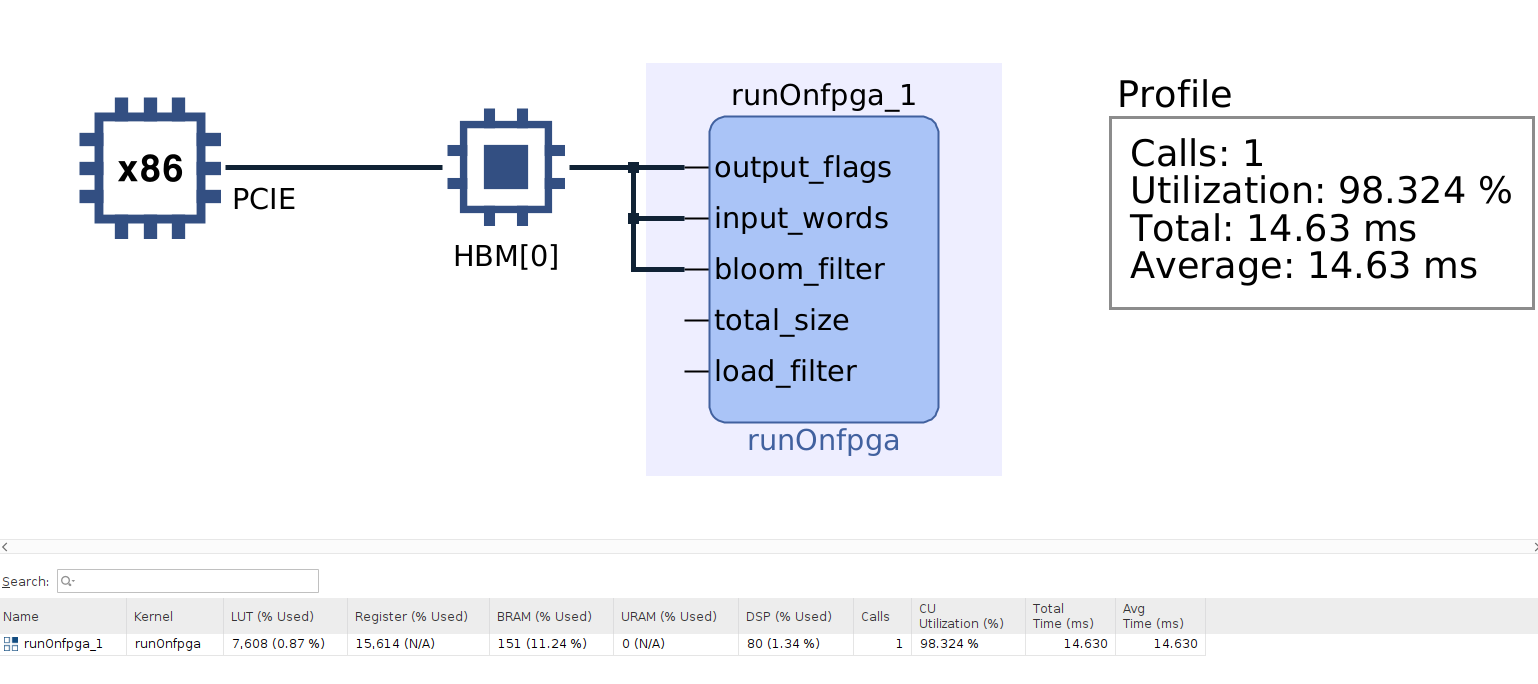 runOnfpga_1
Profile
x86
PCIE
HBM[0]
output_flags
input_words
bloom_filter
total_size
load_filter
runOnfpga
Calls: 1
Utilization: 98.324 %
Total: 14.63 ms
Average: 14.63 ms
Search:
Name Kernel LUT (% Used) Register (% Used) BRAM (% Used) URAM (% Used) DSP (% Used) Calls CU Utilization (%) Total Time (ms) Avg Time (ms)
runOnfpga_1 runOnfpga 7,608 (0.87 %) 15,614 (N/A) 151 (11.24 %) 0 (N/A) 80 (1.34 %) 1 98.324 % 14.630 14.630